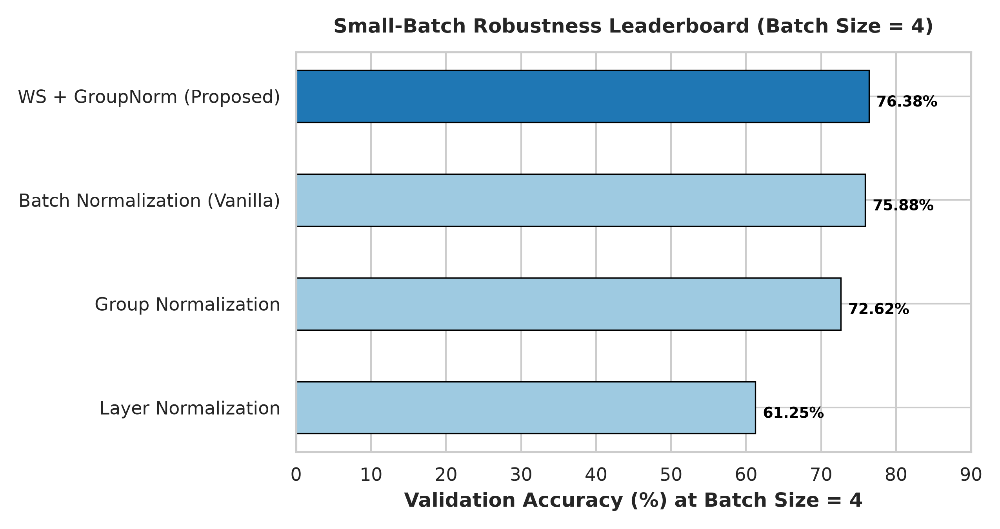 Small-Batch Robustness Leaderboard (Batch Size = 4)
WS + GroupNorm (Proposed)
76.38%
Batch Normalization (Vanilla)
75.88%
Group Normalization
72.62%
Layer Normalization
61.25%
0 10 20 30 40 50 60 70 80 90
Validation Accuracy (%) at Batch Size = 4